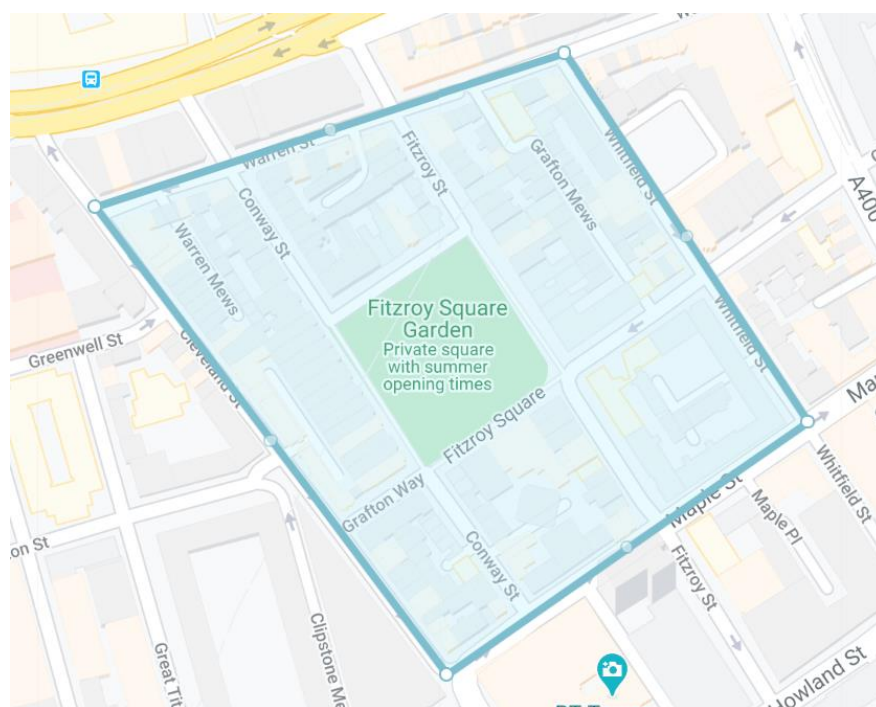 Warren St
Fitzroy St
Whitfield St
Grafton Mews
A400
Conway St
Warren Mews
Fitzroy Square
Garden
Private square
with summer
opening times
Greenwell St
Cleveland St
Whitfield St
Fitzroy Square
Grafton Way
Maple St
Whitfield St
Maple Pl
Conway St
Fitzroy St
Clipstone Me
Great Tit
on St
Howland St
Map